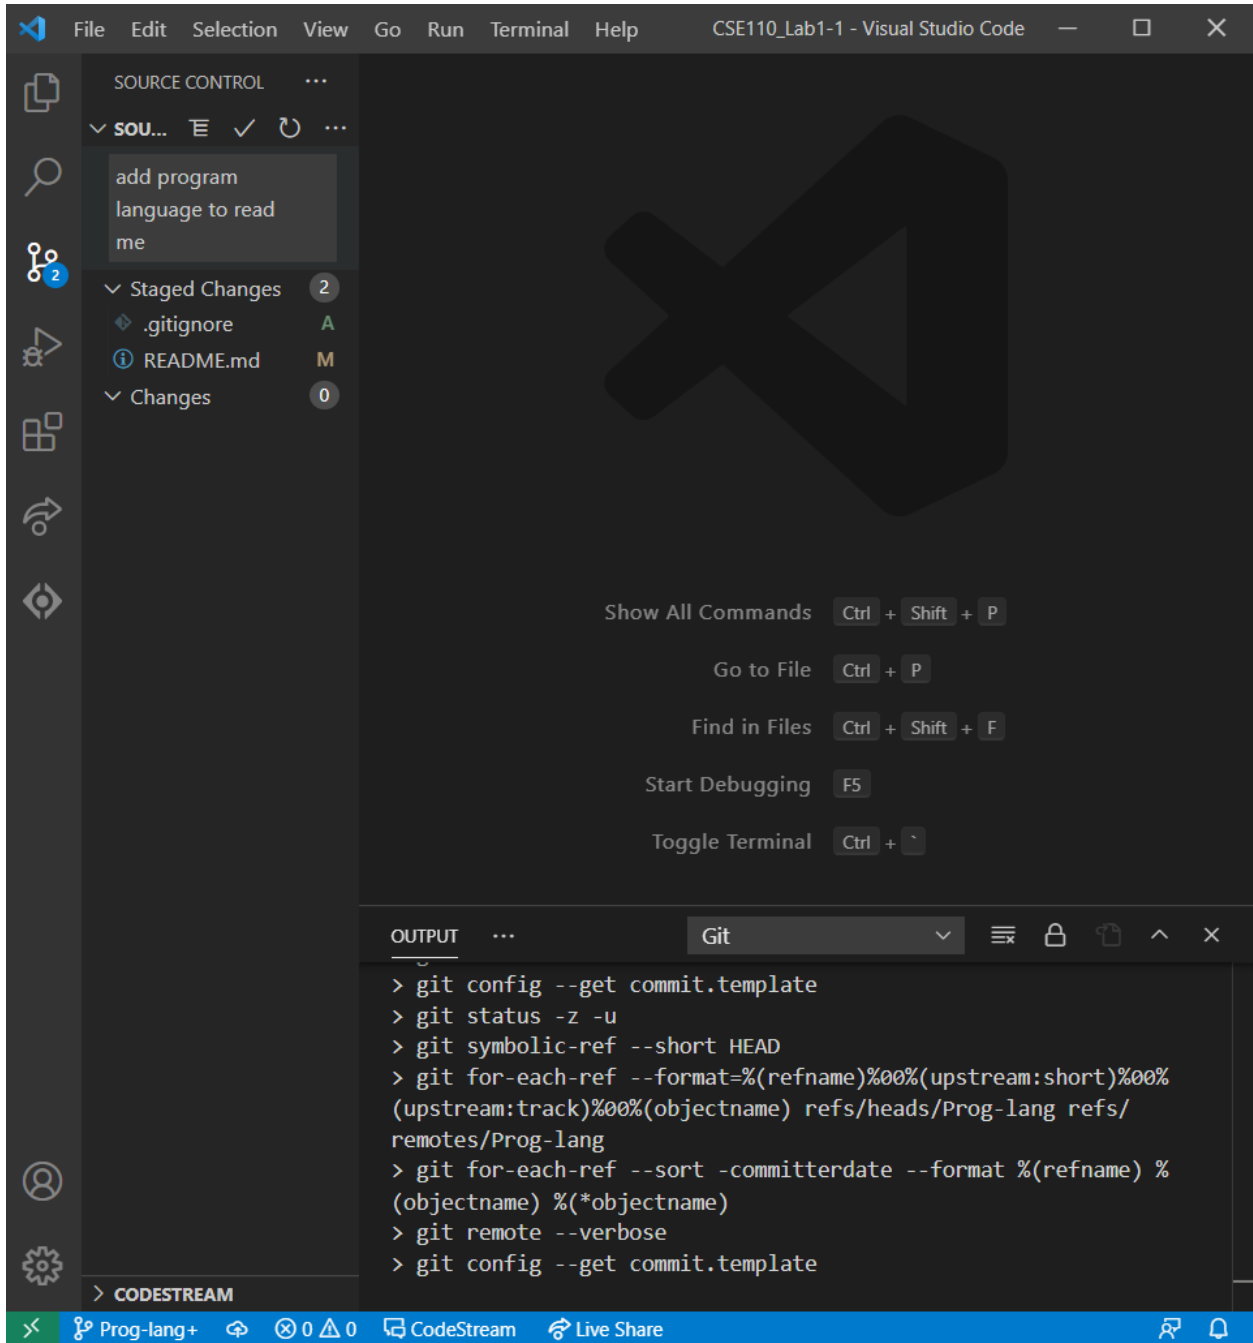 File Edit Selection View Go Run Terminal Help CSE110_Lab1-1 - Visual Studio Code
SOURCE CONTROL ...
SOU... ...
add program
language to read
me
2
Staged Changes 2
.gitignore A
README.md M
Changes 0
Show All Commands Ctrl + Shift + P
Go to File Ctrl + P
Find in Files Ctrl + Shift + F
Start Debugging F5
Toggle Terminal Ctrl + `
OUTPUT ... Git
> git config --get commit.template
> git status -z -u
> git symbolic-ref --short HEAD
> git for-each-ref --format=%(refname)%00%(upstream:short)%00%
(upstream:track)%00%(objectname) refs/heads/Prog-lang refs/
remotes/Prog-lang
> git for-each-ref --sort -committerdate --format %(refname) %
(objectname) %(*objectname)
> git remote --verbose
> git config --get commit.template
> CODESTREAM
Prog-lang+ 0 0 CodeStream Live Share